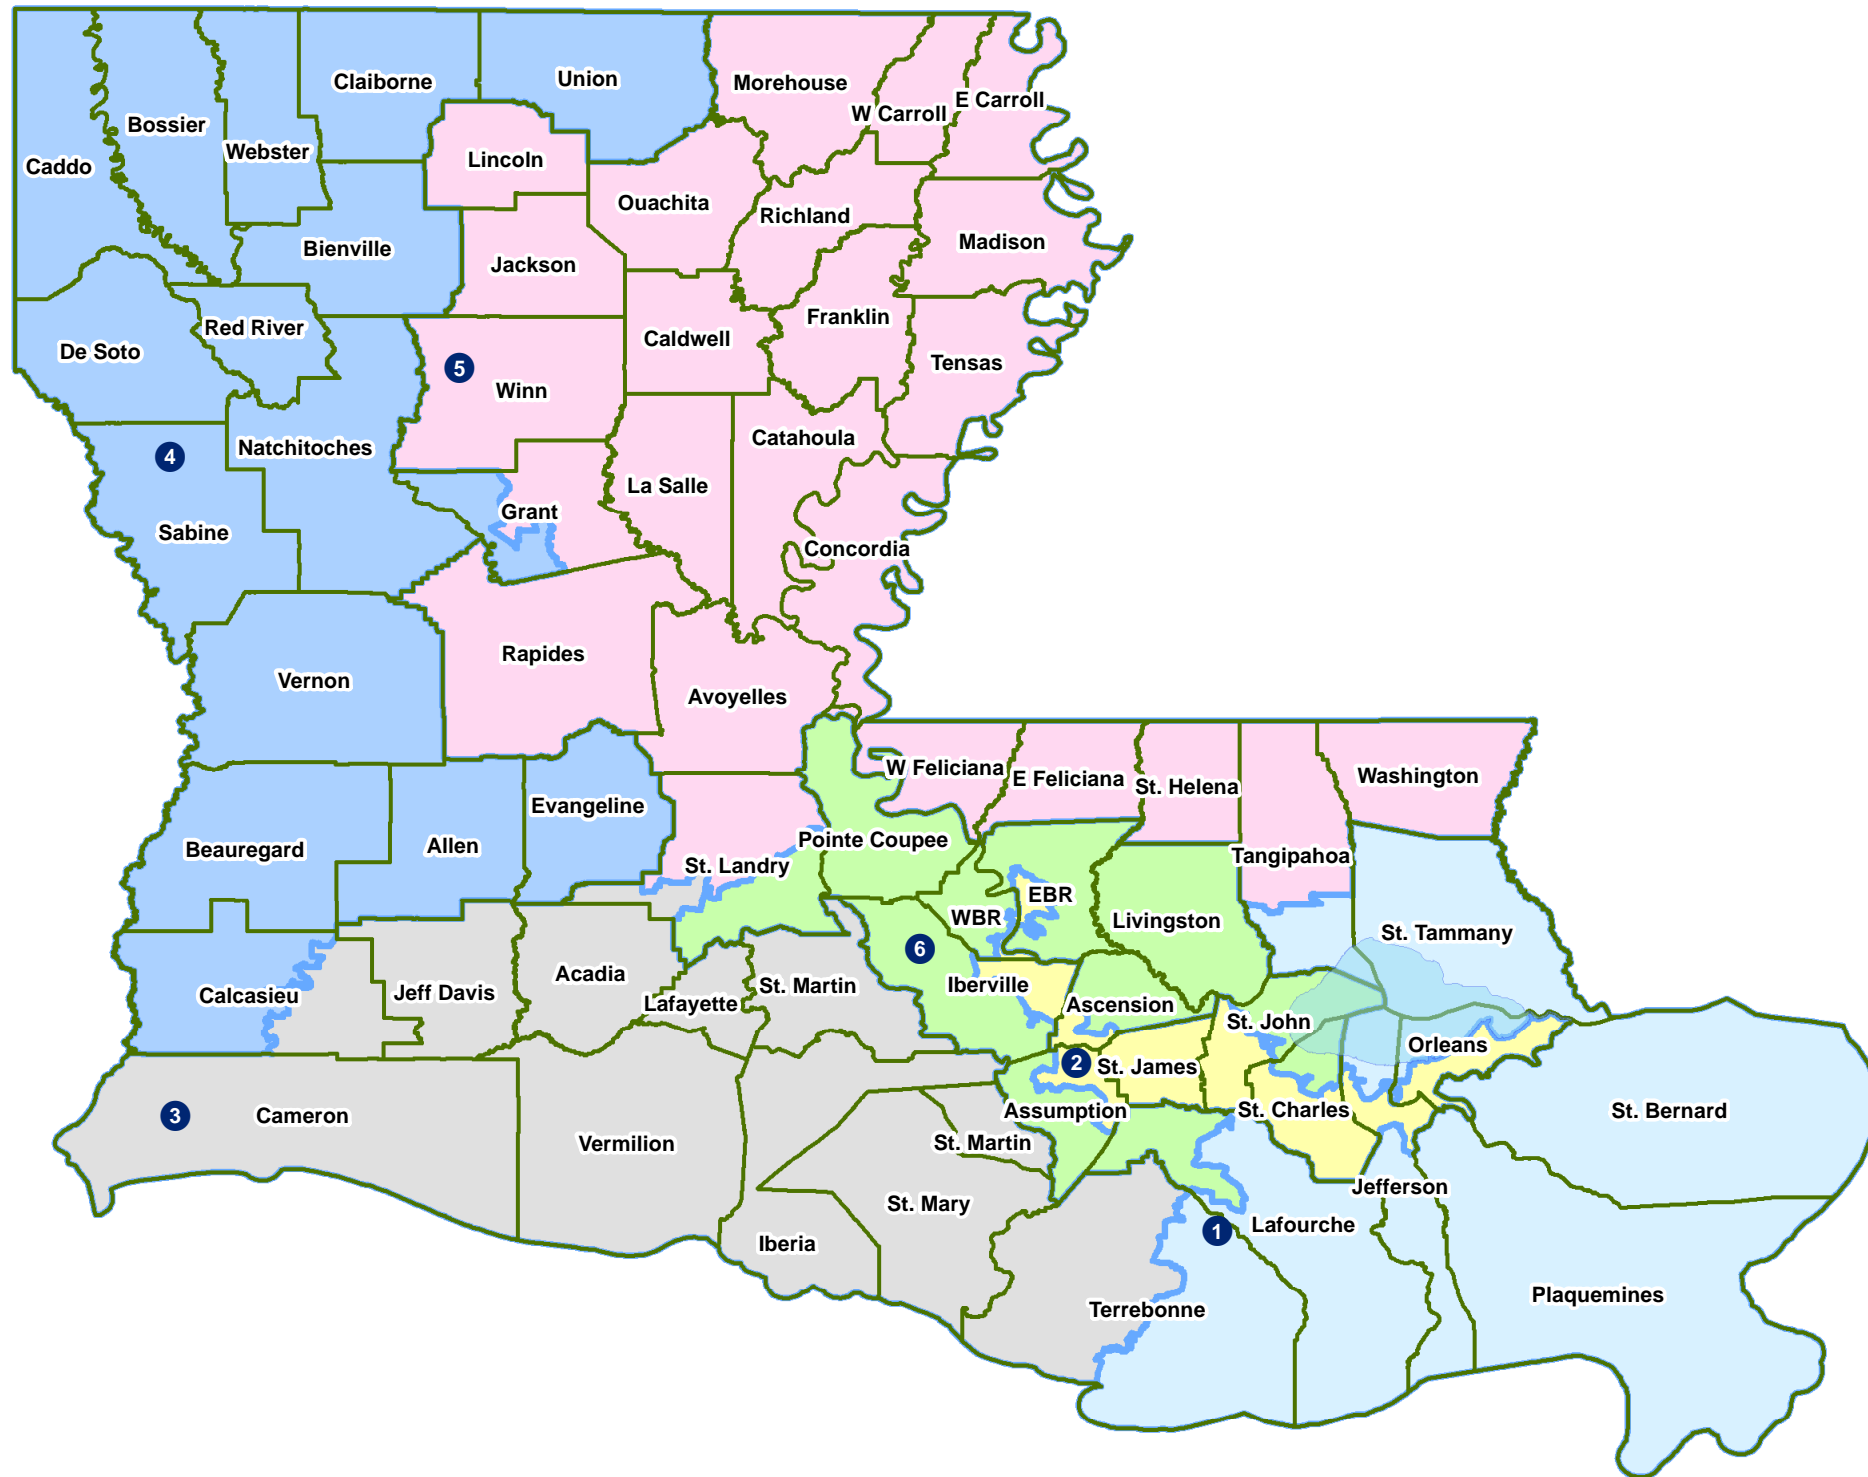 Claiborne
Union
Morehouse
W Carroll
E Carroll
Bossier
Webster
Caddo
Lincoln
Ouachita
Richland
Madison
Bienville
Jackson
Red River
De Soto
Caldwell
Franklin
Tensas
5
Winn
Natchitoches
4
Catahoula
La Salle
Grant
Sabine
Concordia
Rapides
Vernon
Avoyelles
W Feliciana
E Feliciana
St. Helena
Washington
Evangeline
Beauregard
Allen
Pointe Coupee
St. Landry
Tangipahoa
EBR
WBR
Livingston
St. Tammany
6
Acadia
Iberville
St. Martin
Calcasieu
Jeff Davis
Lafayette
Ascension
St. John
Orleans
2
St. James
3
Cameron
Assumption
St. Charles
St. Bernard
Vermilion
St. Martin
Jefferson
St. Mary
1
Lafourche
Iberia
Plaquemines
Terrebonne